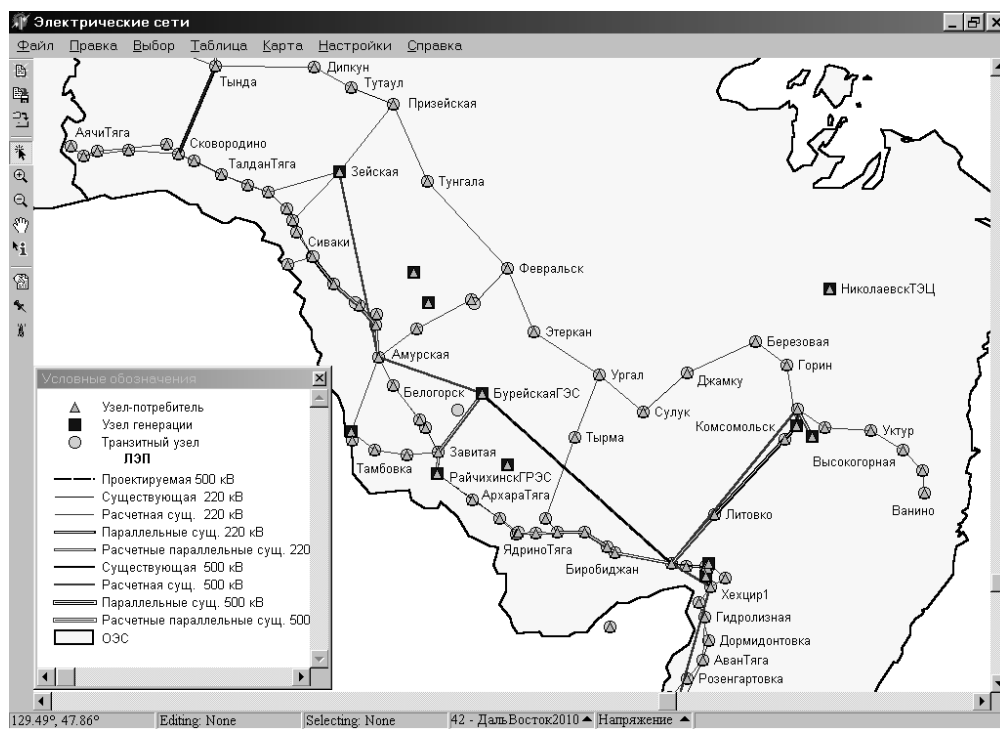 Электрические сети
Файл Правка Выбор Таблица Карта Настройки Справка
Тында
Дипкун
Тутаул
Призейская
АячиТяга
Сковородино
ТалданТяга
Зейская
Тунгала
Сиваки
Февральск
НиколаевскТЭЦ
Этеркан
Березовая
Амурская
Горин
Ургал
Джамку
Белогорск
БурейскаяГЭС
Сулук
Комсомольск
Тырма
Уктур
Завитая
Высокогорная
Тамбовка
РайчихинскГРЭС
АрхараТяга
Ванино
Литовко
ЯдриноТяга
Биробиджан
Хехцир1
Гидролизная
Дормидонтовка
АванТяга
Розенгартовка
Условные обозначения
Узел-потребитель
Узел генерации
Транзитный узел
ЛЭП
Проектируемая 500 кВ
Существующая 220 кВ
Расчетная сущ. 220 кВ
Параллельные сущ. 220 кВ
Расчетные параллельные сущ. 220
Существующая 500 кВ
Расчетная сущ. 500 кВ
Параллельные сущ. 500 кВ
Расчетные параллельные сущ. 500
ОЭС
129.49°, 47.86° Editing: None Selecting: None 42 - ДальВосток2010 Напряжение